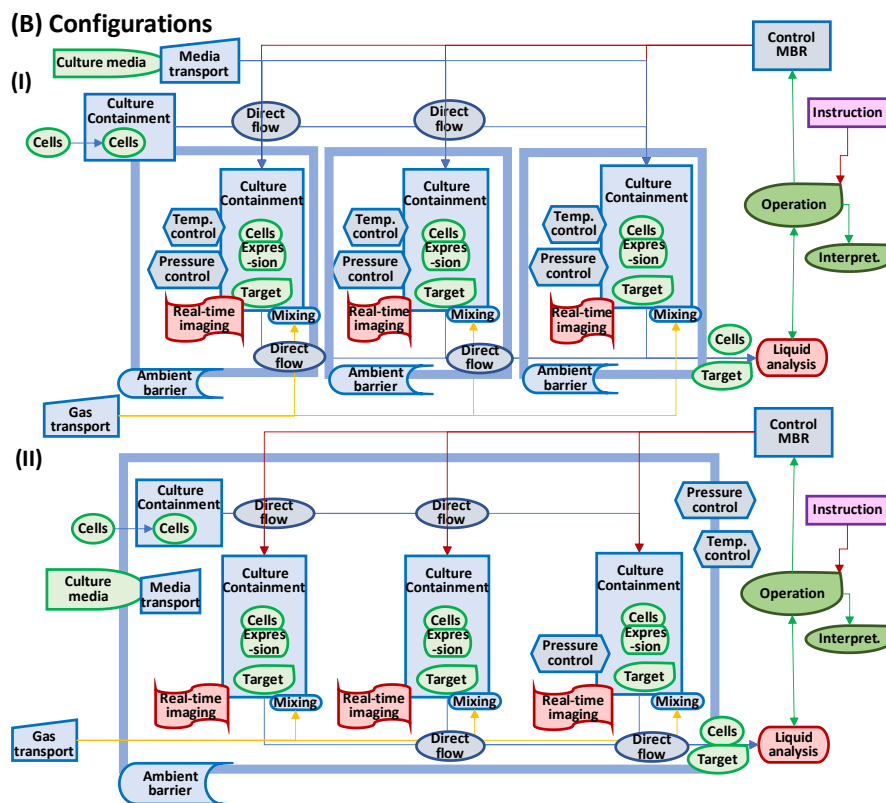 (B) Configurations
Culture media
Media
transport
Control
MBR
(I)
Culture
Containment
Direct
flow
Direct
flow
Instruction
Cells
Cells
Culture
Containment
Culture
Containment
Culture
Containment
Temp.
control
Temp.
control
Temp.
control
Operation
Cells
Expres
-sion
Cells
Expres
-sion
Cells
Expres
-sion
Pressure
control
Pressure
control
Pressure
control
Interpret.
Target
Target
Target
Real-time
imaging
Mixing
Real-time
imaging
Mixing
Real-time
imaging
Mixing
Direct
flow
Direct
flow
Cells
Target
Liquid
analysis
Ambient
barrier
Ambient
barrier
Ambient
barrier
Gas
transport
Control
MBR
(II)
Culture
Containment
Direct
flow
Direct
flow
Pressure
control
Instruction
Cells
Cells
Temp.
control
Culture
media
Media
transport
Culture
Containment
Culture
Containment
Culture
Containment
Operation
Cells
Expres
-sion
Cells
Expres
-sion
Cells
Expres
-sion
Interpret.
Pressure
control
Target
Target
Target
Real-time
imaging
Mixing
Real-time
imaging
Mixing
Real-time
imaging
Mixing
Gas
transport
Direct
flow
Direct
flow
Cells
Target
Liquid
analysis
Ambient
barrier